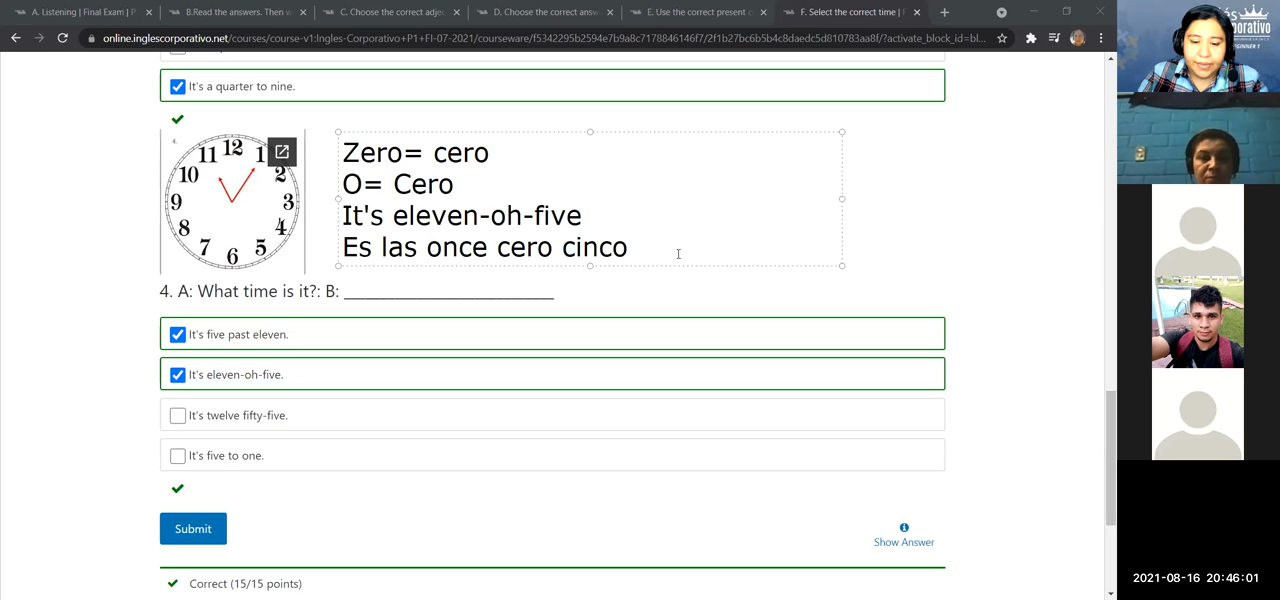 A. Listening | Final Exam | P
B.Read the answers. Then w
C. Choose the correct adjec
D. Choose the correct answ
E. Use the correct present c
F. Select the correct time | F
online.inglescorporativo.net/courses/course-v1:Ingles-Corporativo+P1+FI-07-2021/courseware/f5342295b2594e7b9a8c7178846146f7/2f1b27bc6b5b4c8daedc5d810783aa8f/?activate_block_id=bl...
It's a quarter to nine.
4.
12
11
1
10
2
9
3
8
4
7
5
6
Zero= cero
O= Cero
It's eleven-oh-five
Es las once cero cinco
4. A: What time is it?: B: ____________________
It's five past eleven.
It's eleven-oh-five.
It's twelve fifty-five.
It's five to one.
Submit
Show Answer
Correct (15/15 points)
2021-08-16 20:46:01